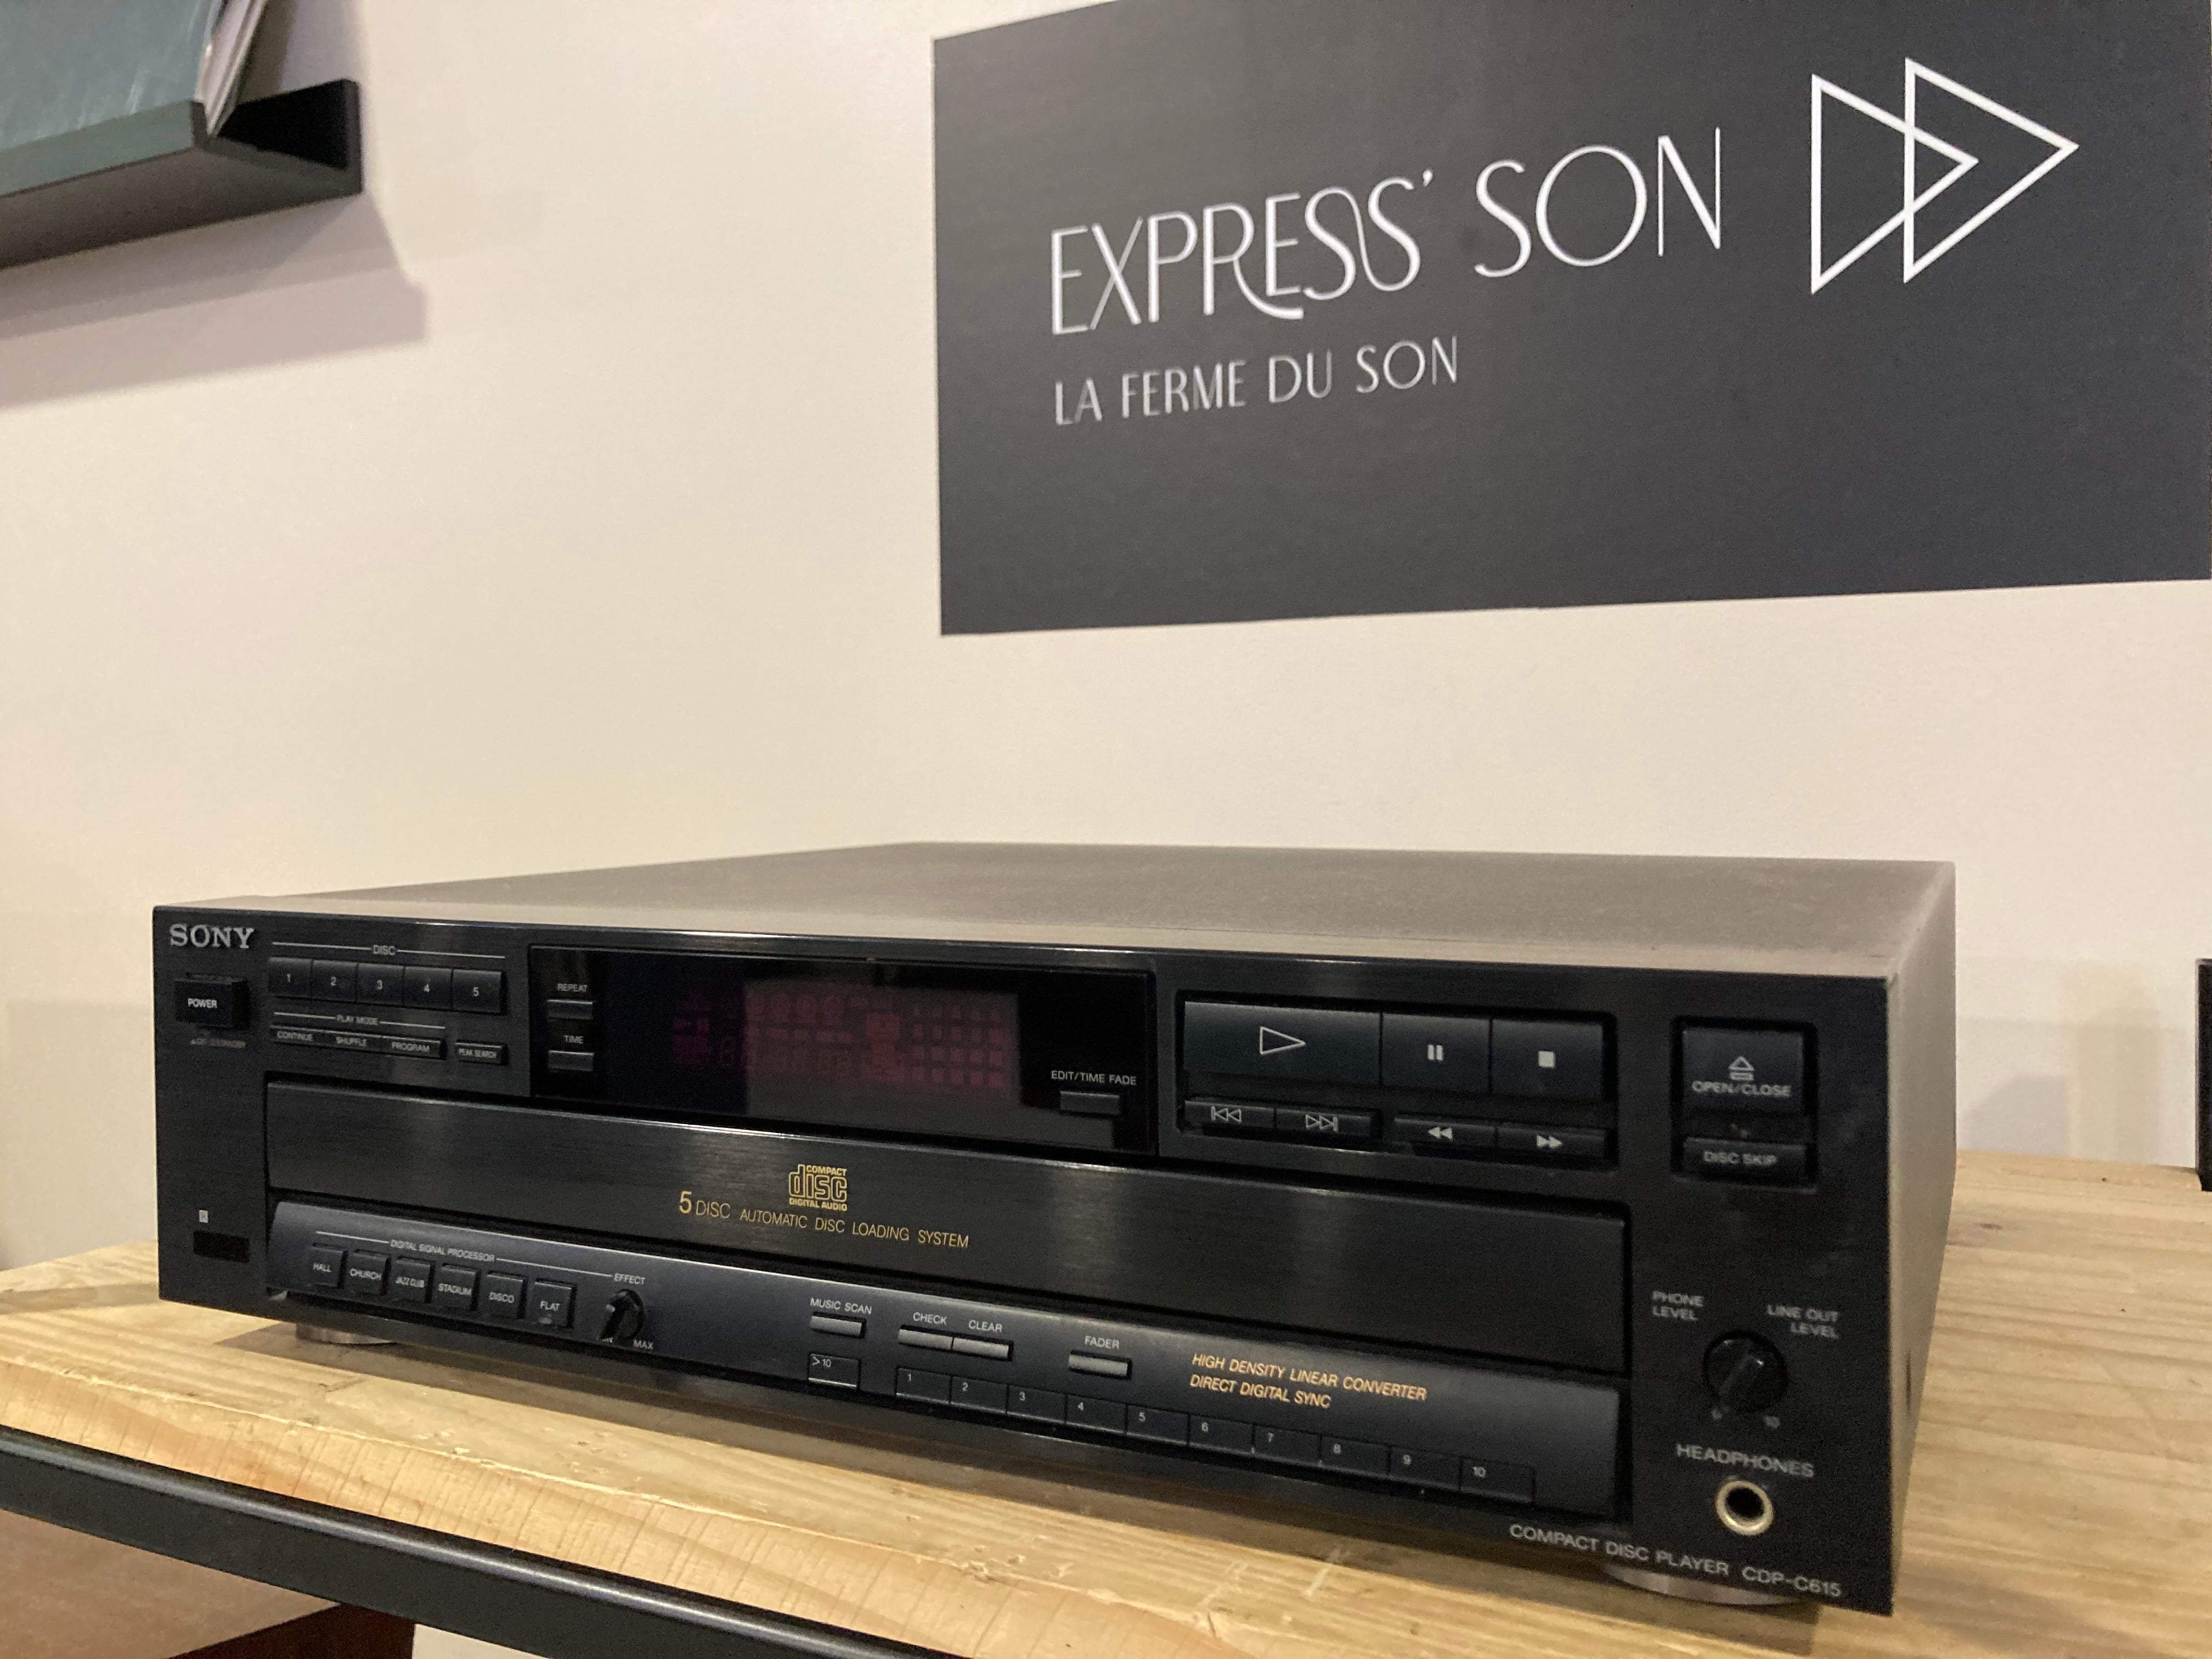 EXPRESS' SON
LA FERME DU SON
SONY
DISC
1 2 3 4 5
POWER
PLAY MODE
CONTINUE SHUFFLE PROGRAM
PEAK SEARCH
REPEAT
TIME
EDIT/TIME FADE
OPEN/CLOSE
DISC SKIP
COMPACT
disc
DIGITAL AUDIO
5 DISC AUTOMATIC DISC LOADING SYSTEM
DIGITAL SIGNAL PROCESSOR
HALL CHURCH JAZZ CLUB STADIUM DISCO FLAT
EFFECT
MAX
MUSIC SCAN
CHECK CLEAR
FADER
>10
1 2 3 4 5 6 7 8 9 10
HIGH DENSITY LINEAR CONVERTER
DIRECT DIGITAL SYNC
PHONE
LEVEL
LINE OUT
LEVEL
0 10
HEADPHONES
COMPACT DISC PLAYER CDP-C615